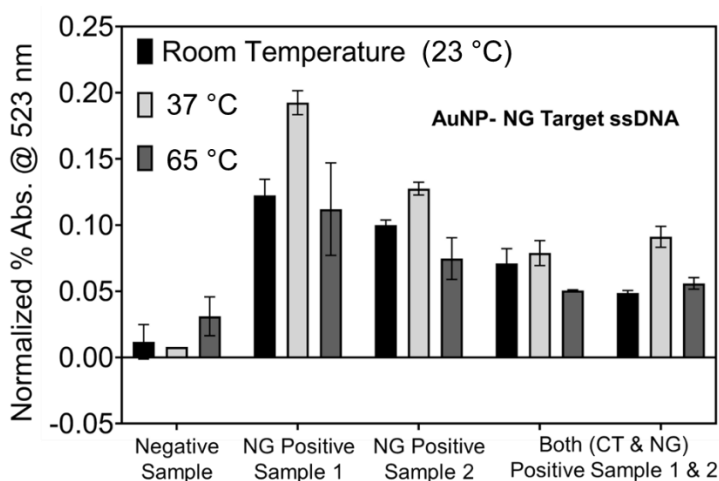 Normalized % Abs. @ 523 nm
0.25
0.20
0.15
0.10
0.05
0.00
-0.05
Room Temperature (23 °C)
37 °C
65 °C
AuNP- NG Target ssDNA
Negative
Sample
NG Positive
Sample 1
NG Positive
Sample 2
Both (CT & NG)
Positive Sample 1 & 2